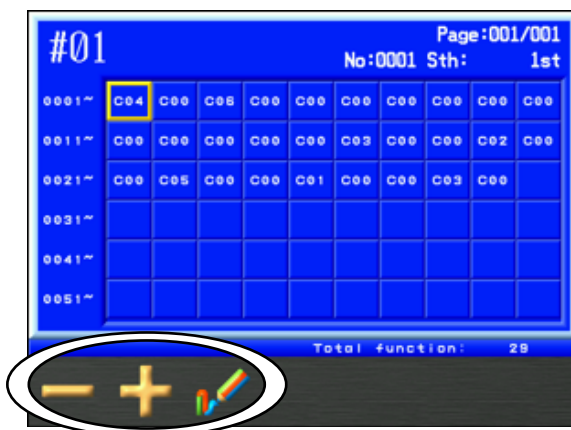 #01
Page:001/001
No:0001 Sth: 1st
0001~ C04 C00 C06 C00 C00 C00 C00 C00 C00 C00
0011~ C00 C00 C00 C00 C00 C03 C00 C00 C02 C00
0021~ C00 C05 C00 C00 C01 C00 C00 C03 C00
0031~
0041~
0051~
Total function: 29